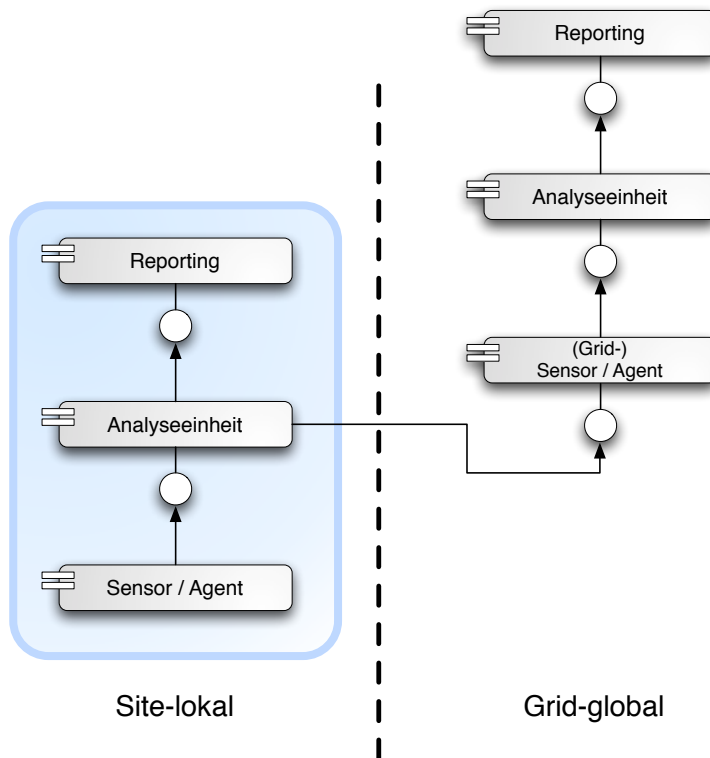 Reporting
Analyseeinheit
(Grid-)
Sensor / Agent
Reporting
Analyseeinheit
Sensor / Agent
Site-lokal
Grid-global